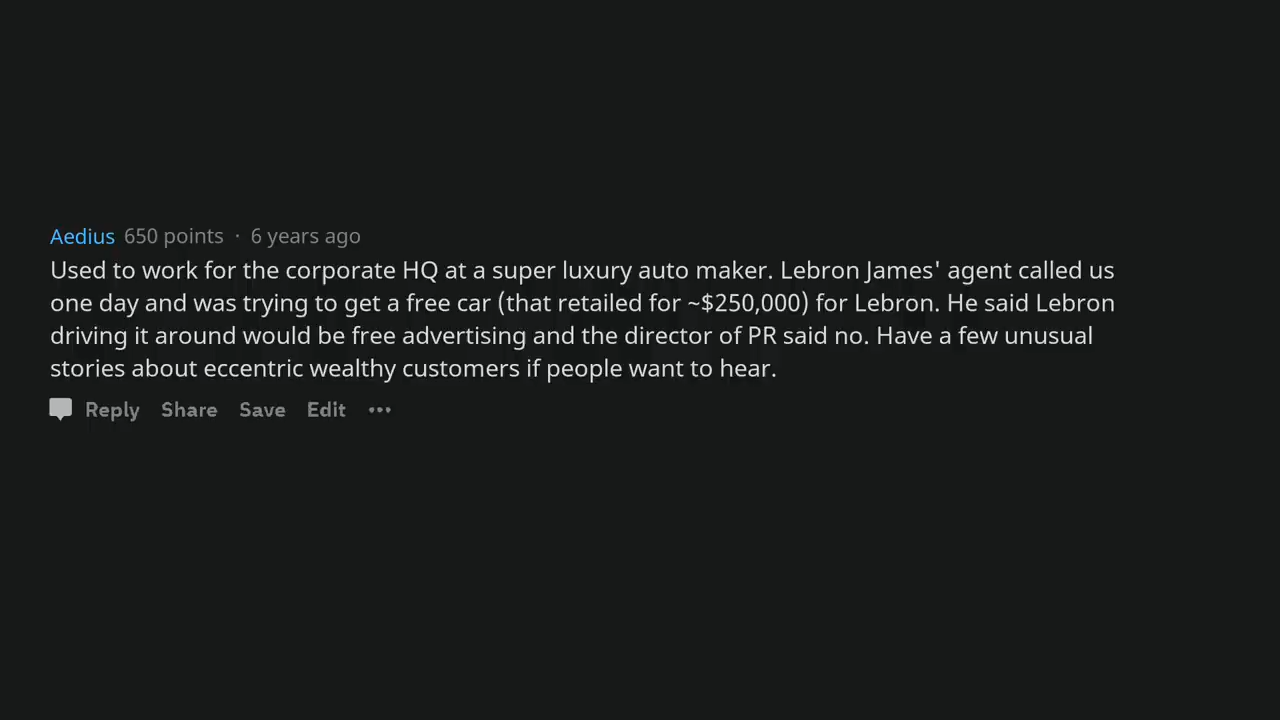 Aedius 650 points · 6 years ago
Used to work for the corporate HQ at a super luxury auto maker. Lebron James' agent called us
one day and was trying to get a free car (that retailed for ~$250,000) for Lebron. He said Lebron
driving it around would be free advertising and the director of PR said no. Have a few unusual
stories about eccentric wealthy customers if people want to hear.
Reply Share Save Edit •••